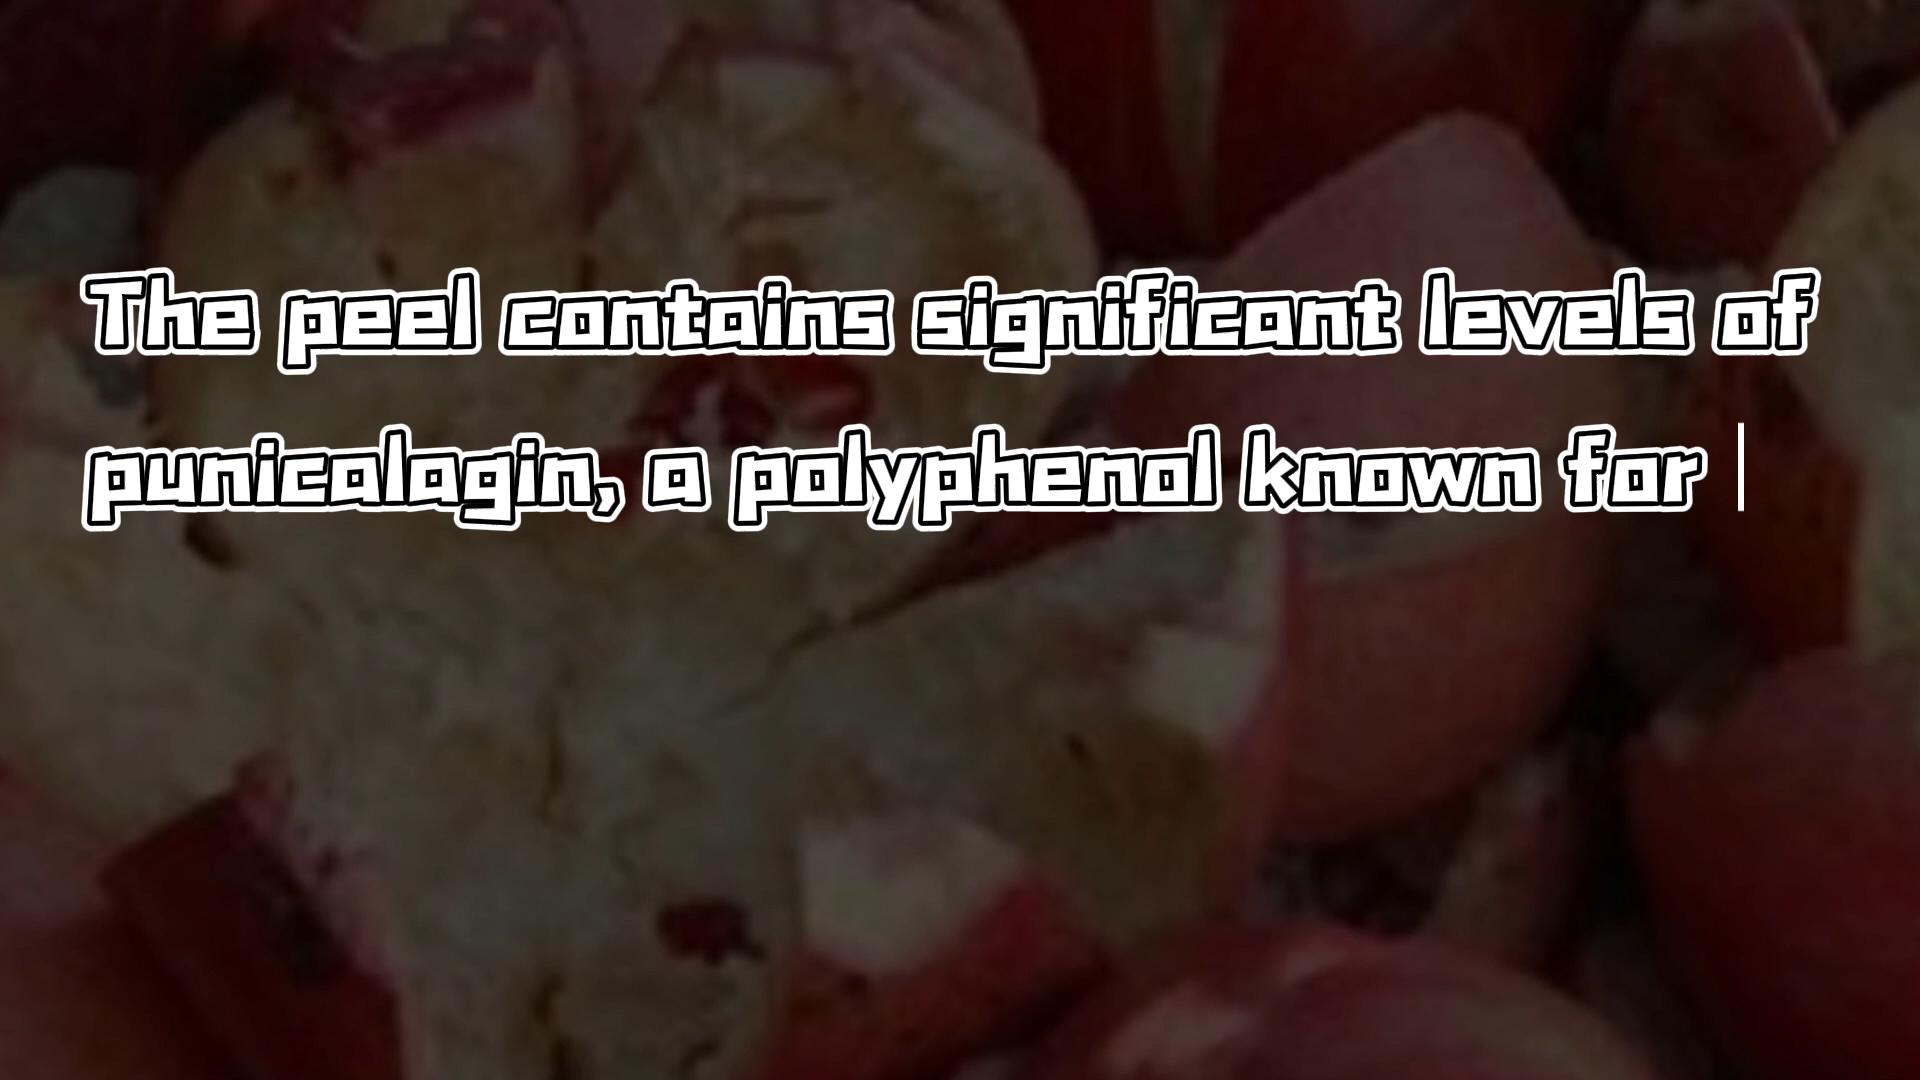 The peel contains significant levels of
punicalagin, a polyphenol known for